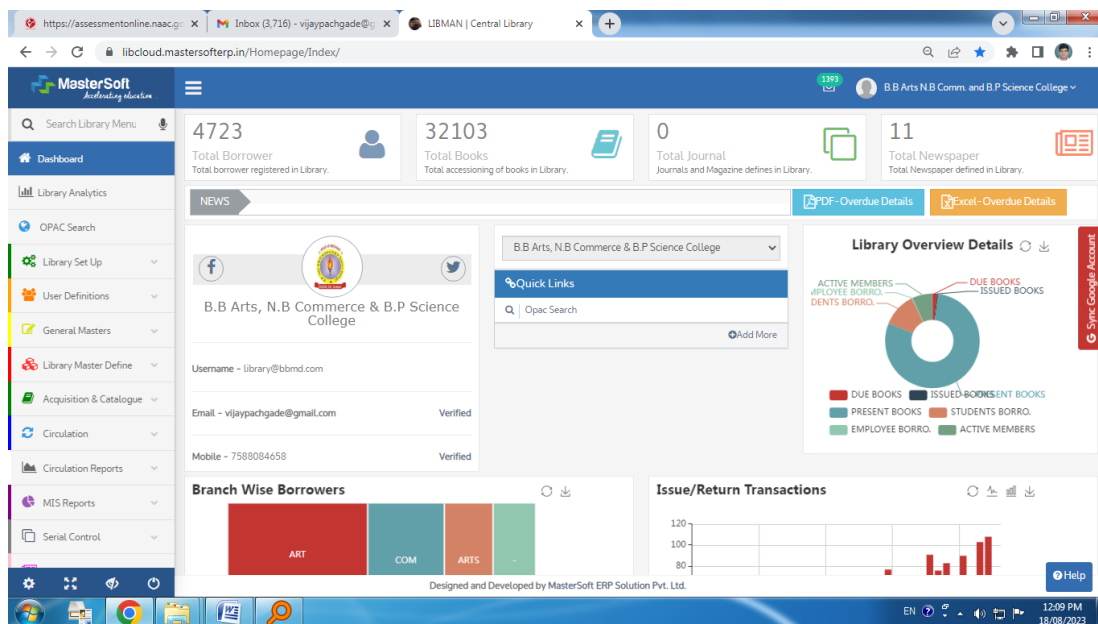 https://assessmentonline.naac.go
Inbox (3,716) - vijaypachgade@g
LIBMAN | Central Library
libcloud.mastersofterp.in/Homepage/Index/
MasterSoft
Accelerating education
1393
B.B Arts N.B Comm. and B.P Science College
Search Library Menu
Dashboard
Library Analytics
OPAC Search
Library Set Up
User Definitions
General Masters
Library Master Define
Acquisition & Catalogue
Circulation
Circulation Reports
MIS Reports
Serial Control
4723
Total Borrower
Total borrower registered in Library.
32103
Total Books
Total accessioning of books in Library.
0
Total Journal
Journals and Magazine defines in Library.
11
Total Newspaper
Total Newspaper defined in Library.
NEWS
PDF-Overdue Details
Excel-Overdue Details
B.B Arts, N.B Commerce & B.P Science
College
Username - library@bbmd.com
Email - vijaypachgade@gmail.com Verified
Mobile - 7588084658 Verified
B.B Arts, N.B Commerce & B.P Science College
Quick Links
Opac Search
Add More
Library Overview Details
ACTIVE MEMBERS
MPLOYEE BORRO.
DENTS BORRO.
DUE BOOKS
ISSUED BOOKS
PRESENT BOOKS
DUE BOOKS ISSUED BOOKS
PRESENT BOOKS STUDENTS BORRO.
EMPLOYEE BORRO. ACTIVE MEMBERS
G Sync Google Account
Branch Wise Borrowers
ART
COM
ARTS
-
Issue/Return Transactions
120
100
80
Designed and Developed by MasterSoft ERP Solution Pvt. Ltd.
Help
EN
12:09 PM
18/08/2023